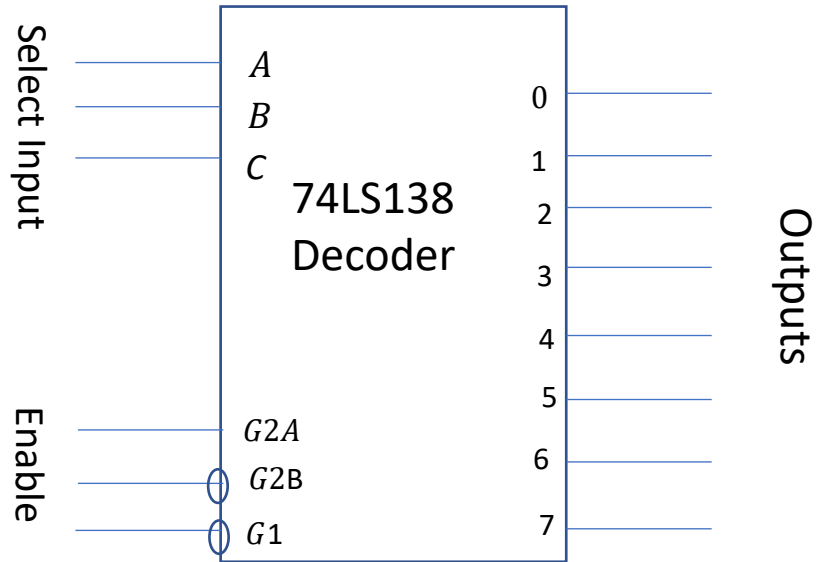 Select Input
A
B
C
74LS138
Decoder
0
1
2
3
4
5
6
7
Outputs
Enable
G2A
G2B
G1